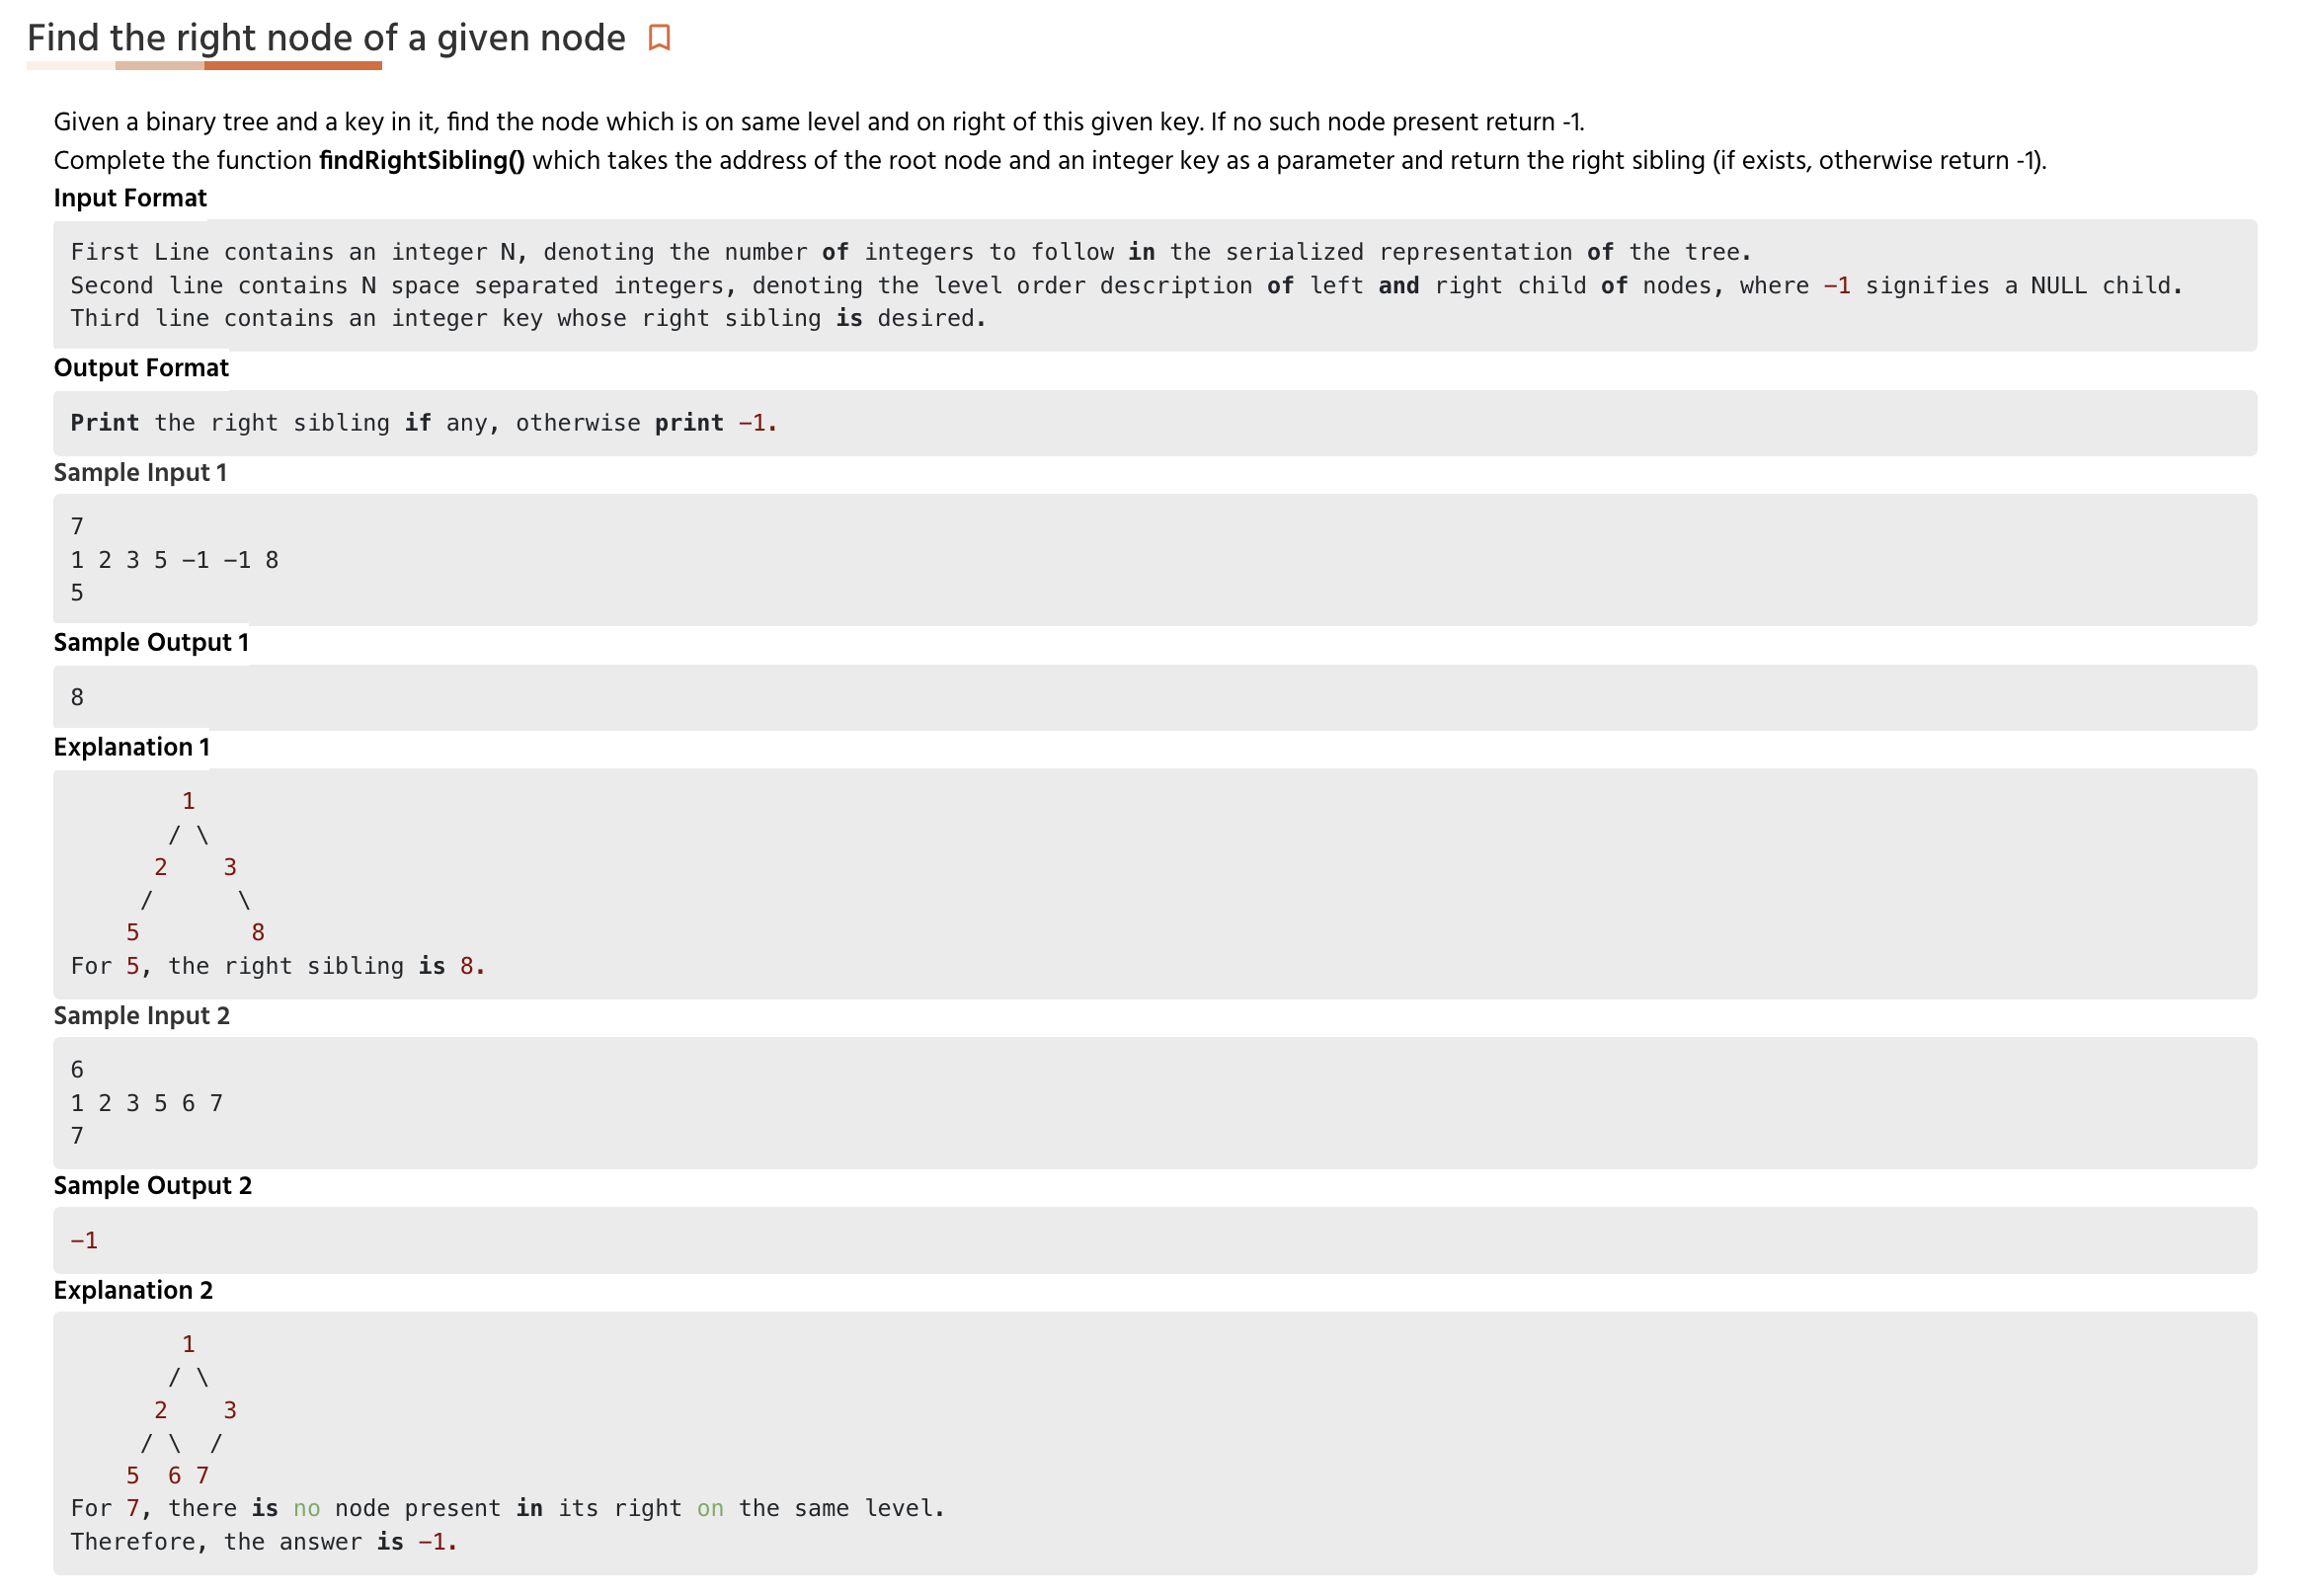 Find the right node of a given node
Given a binary tree and a key in it, find the node which is on same level and on right of this given key. If no such node present return -1.
Complete the function findRightSibling() which takes the address of the root node and an integer key as a parameter and return the right sibling (if exists, otherwise return -1).
Input Format
First Line contains an integer N, denoting the number of integers to follow in the serialized representation of the tree.
Second line contains N space separated integers, denoting the level order description of left and right child of nodes, where −1 signifies a NULL child.
Third line contains an integer key whose right sibling is desired.
Output Format
Print the right sibling if any, otherwise print −1.
Sample Input 1
7
1 2 3 5 −1 −1 8
5
Sample Output 1
8
Explanation 1
1
/ \
2 3
/ \
5 8
For 5, the right sibling is 8.
Sample Input 2
6
1 2 3 5 6 7
7
Sample Output 2
−1
Explanation 2
1
/ \
2 3
/ \ /
5 6 7
For 7, there is no node present in its right on the same level.
Therefore, the answer is −1.